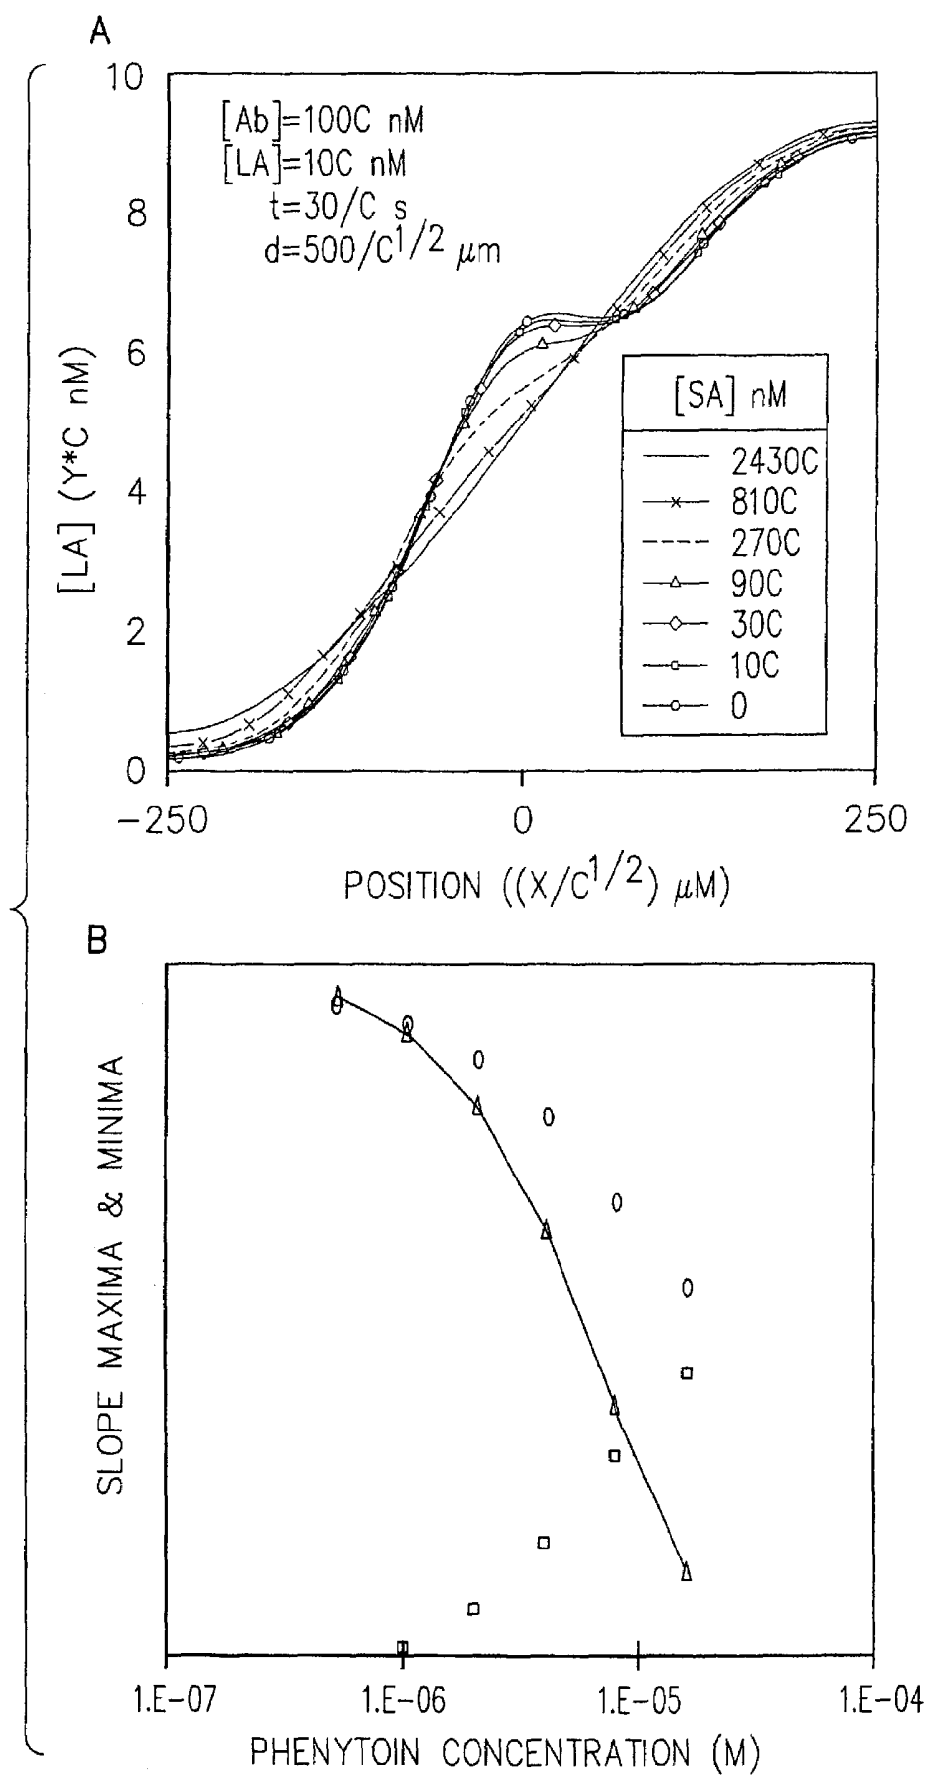 A
10
[Ab]=100C nM
[LA]=10C nM
t=30/C s
d=500/C1/2 μm
8
6
4
2
0
[LA] (Y*C nM)
[SA] nM
2430C
810C
270C
90C
30C
10C
0
-250
0
250
POSITION ((X/C1/2) μM)
B
SLOPE MAXIMA & MINIMA
1.E-07
1.E-06
1.E-05
1.E-04
PHENYTOIN CONCENTRATION (M)